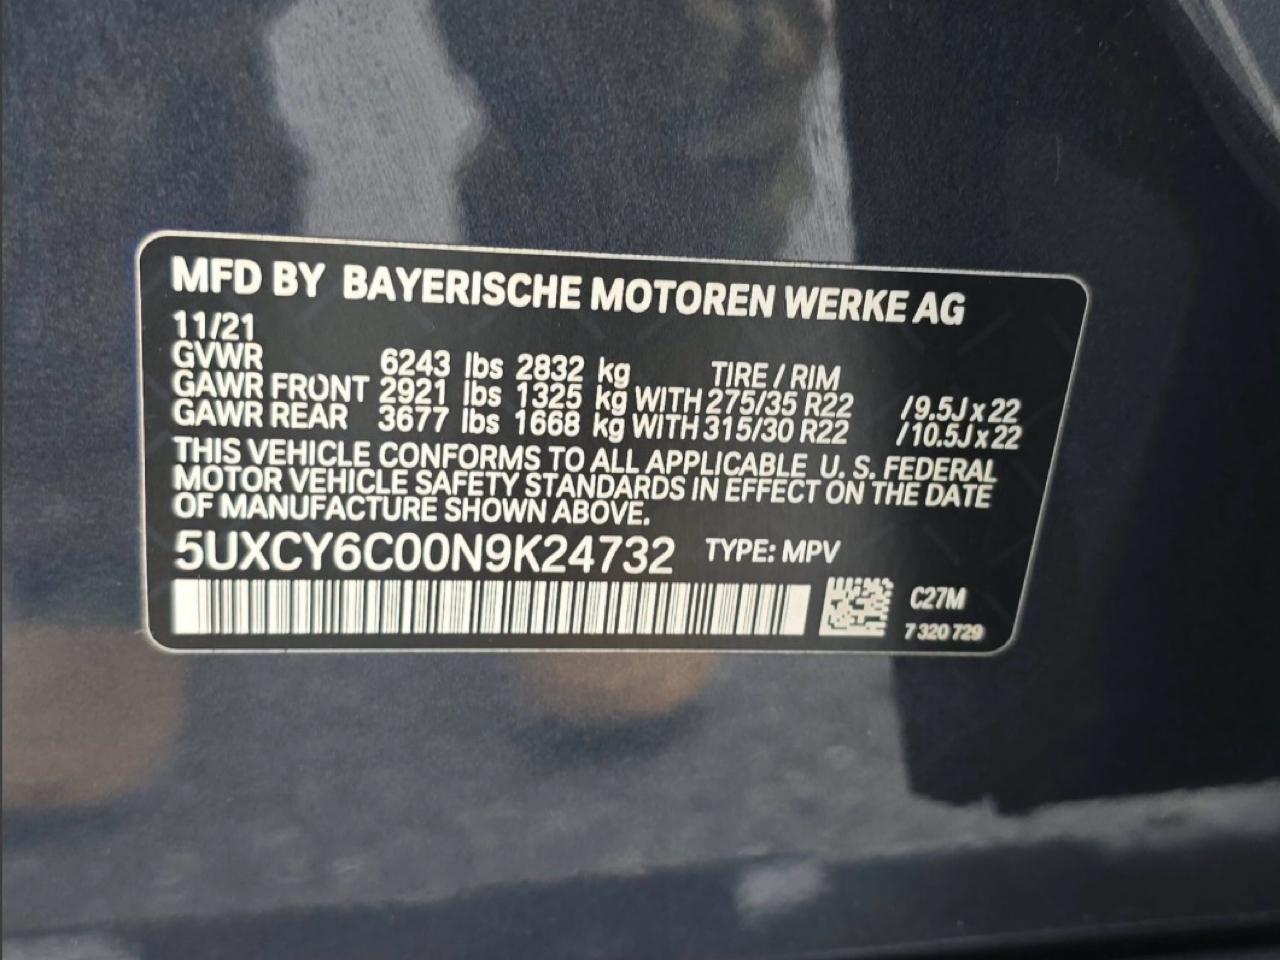 MFD BY BAYERISCHE MOTOREN WERKE AG
11/21
GVWR 6243 lbs 2832 kg TIRE / RIM
GAWR FRONT 2921 lbs 1325 kg WITH 275/35 R22 / 9.5J x 22
GAWR REAR 3677 lbs 1668 kg WITH 315/30 R22 / 10.5J x 22
THIS VEHICLE CONFORMS TO ALL APPLICABLE U. S. FEDERAL
MOTOR VEHICLE SAFETY STANDARDS IN EFFECT ON THE DATE
OF MANUFACTURE SHOWN ABOVE.
5UXCY6C00N9K24732 TYPE: MPV
C27M
7 320 729